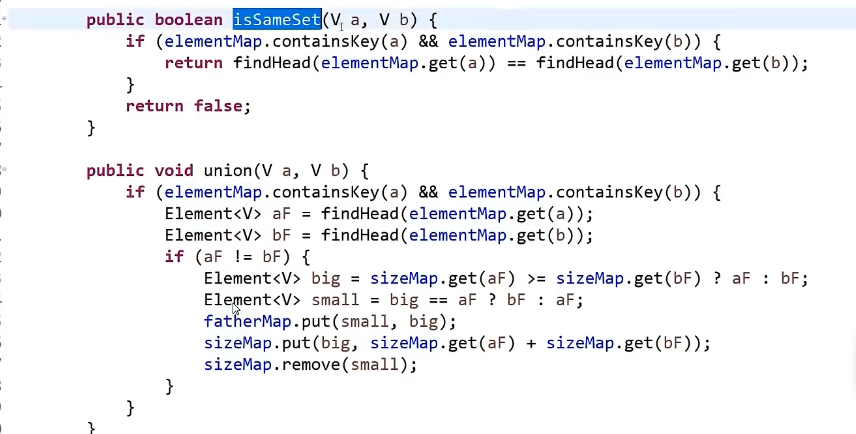 public boolean isSameSet(V a, V b) {
if (elementMap.containsKey(a) && elementMap.containsKey(b)) {
return findHead(elementMap.get(a)) == findHead(elementMap.get(b));
}
return false;
}
public void union(V a, V b) {
if (elementMap.containsKey(a) && elementMap.containsKey(b)) {
Element<V> aF = findHead(elementMap.get(a));
Element<V> bF = findHead(elementMap.get(b));
if (aF != bF) {
Element<V> big = sizeMap.get(aF) >= sizeMap.get(bF) ? aF : bF;
Element<V> small = big == aF ? bF : aF;
fatherMap.put(small, big);
sizeMap.put(big, sizeMap.get(aF) + sizeMap.get(bF));
sizeMap.remove(small);
}
}
}